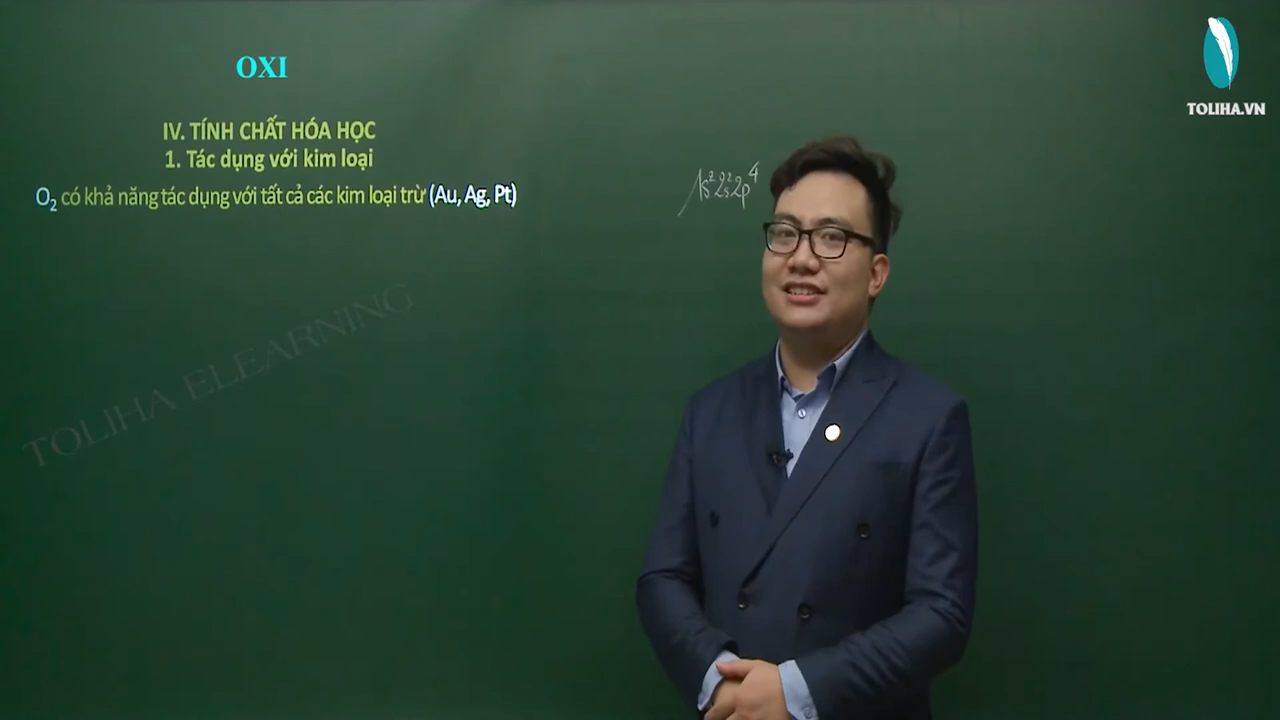 OXI
IV. TÍNH CHẤT HÓA HỌC
1. Tác dụng với kim loại
O₂ có khả năng tác dụng với tất cả các kim loại trừ (Au, Ag, Pt)
1s²2s²2p⁴
TOLIHA.VN
TOLIHA ELEARNING